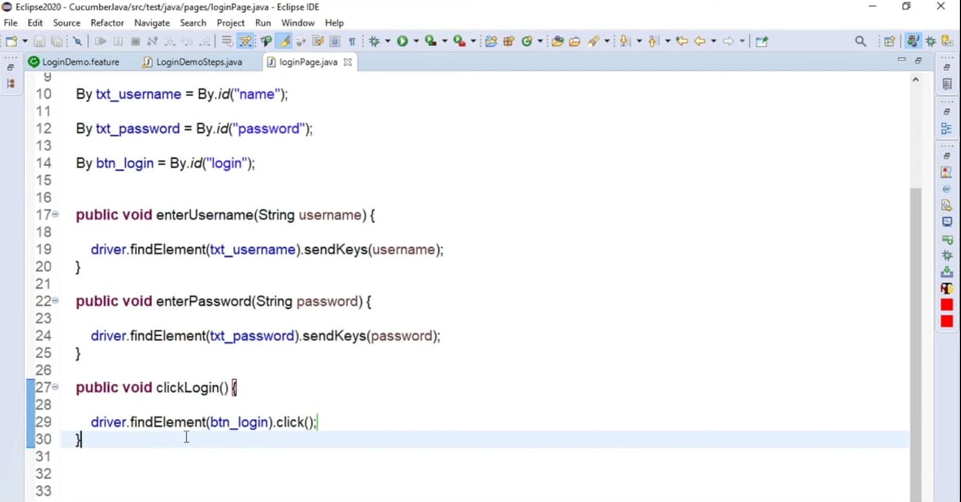 Eclipse2020 - CucumberJava/src/test/java/pages/loginPage.java - Eclipse IDE
File Edit Source Refactor Navigate Search Project Run Window Help
LoginDemo.feature LoginDemoSteps.java loginPage.java
9
10 By txt_username = By.id("name");
11
12 By txt_password = By.id("password");
13
14 By btn_login = By.id("login");
15
16
17 public void enterUsername(String username) {
18
19 driver.findElement(txt_username).sendKeys(username);
20 }
21
22 public void enterPassword(String password) {
23
24 driver.findElement(txt_password).sendKeys(password);
25 }
26
27 public void clickLogin() {
28
29 driver.findElement(btn_login).click();
30 }
31
32
33